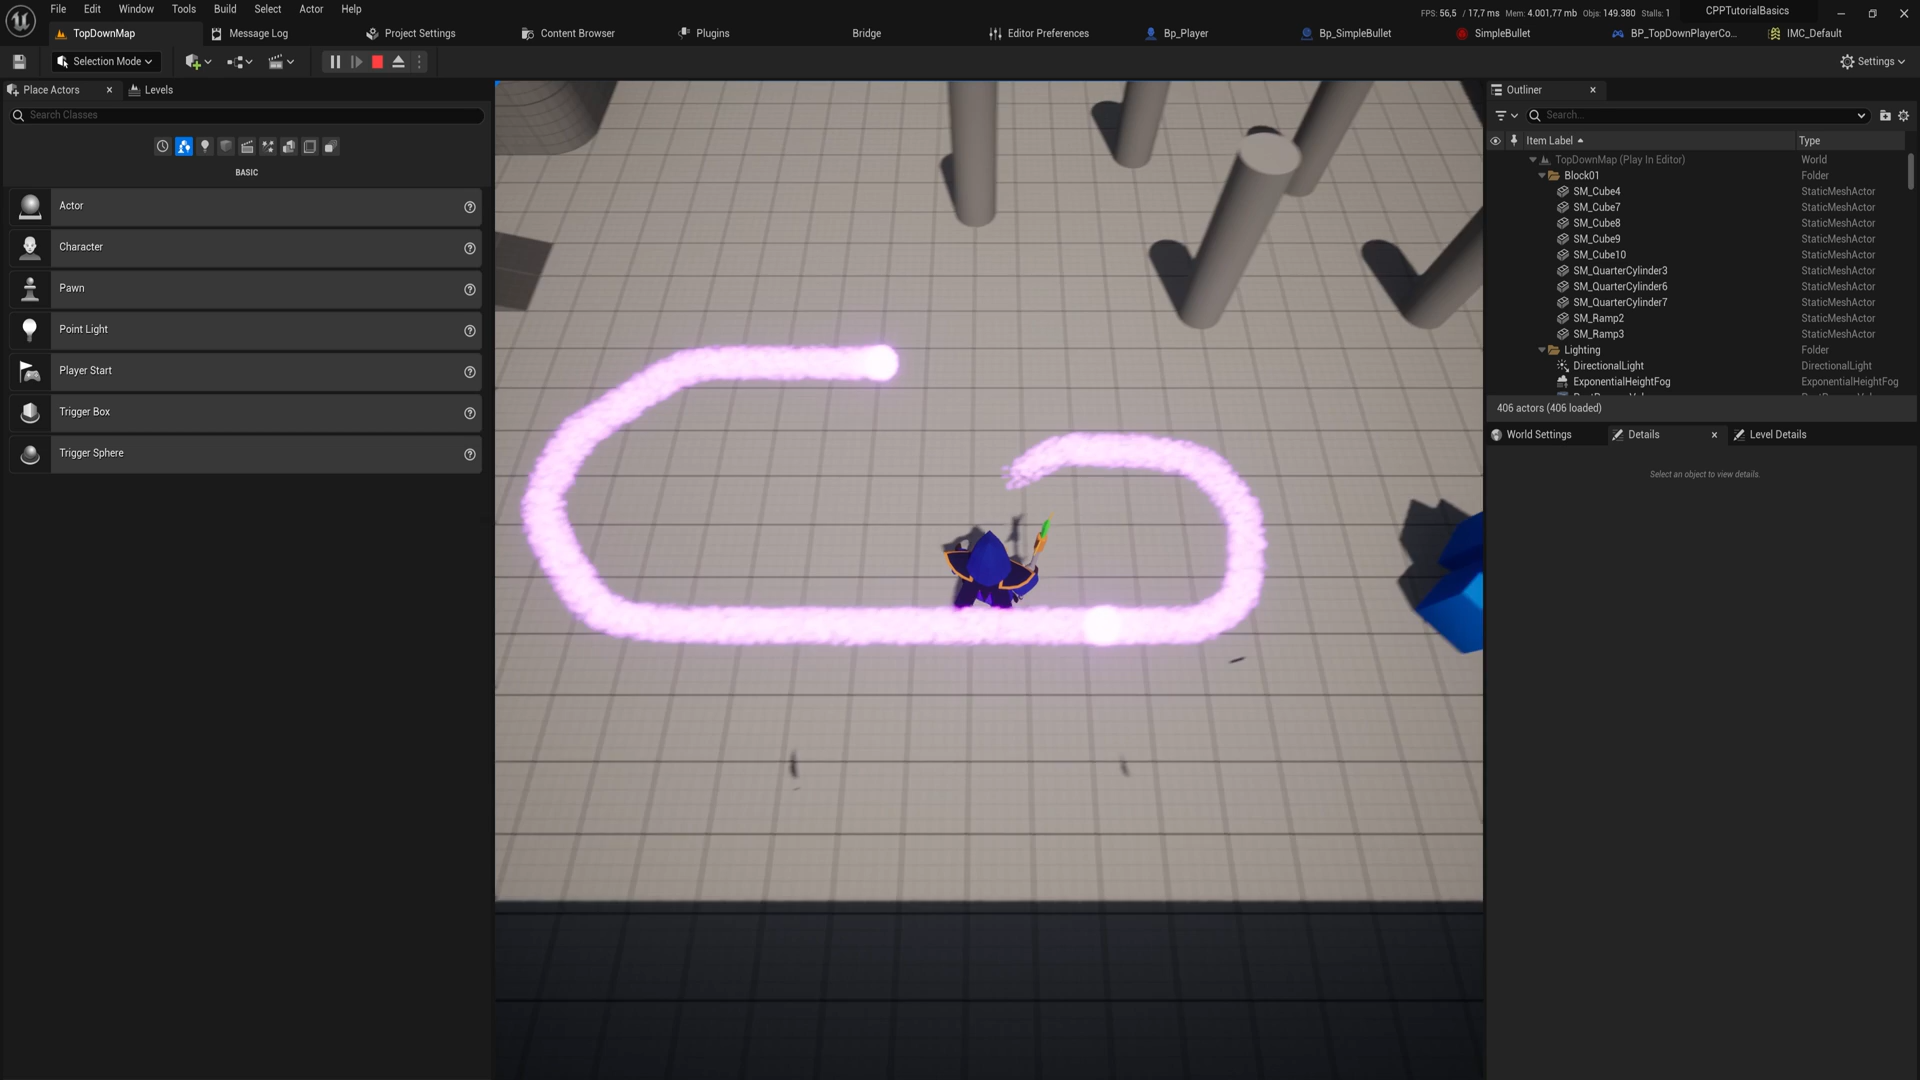 File Edit Window Tools Build Select Actor Help
FPS: 56,5 / 17,7 ms Mem: 4.001,77 mb Objs: 149.380 Stalls: 1
CPPTutorialBasics
TopDownMap Message Log Project Settings Content Browser Plugins Bridge Editor Preferences Bp_Player Bp_SimpleBullet SimpleBullet BP_TopDownPlayerCo... IMC_Default
Selection Mode Settings
Place Actors Levels
Search Classes
BASIC
Actor
Character
Pawn
Point Light
Player Start
Trigger Box
Trigger Sphere
Outliner
Search...
Item Label Type
TopDownMap (Play In Editor) World
Block01 Folder
SM_Cube4 StaticMeshActor
SM_Cube7 StaticMeshActor
SM_Cube8 StaticMeshActor
SM_Cube9 StaticMeshActor
SM_Cube10 StaticMeshActor
SM_QuarterCylinder3 StaticMeshActor
SM_QuarterCylinder6 StaticMeshActor
SM_QuarterCylinder7 StaticMeshActor
SM_Ramp2 StaticMeshActor
SM_Ramp3 StaticMeshActor
Lighting Folder
DirectionalLight DirectionalLight
ExponentialHeightFog ExponentialHeightFog
406 actors (406 loaded)
World Settings Details Level Details
Select an object to view details.